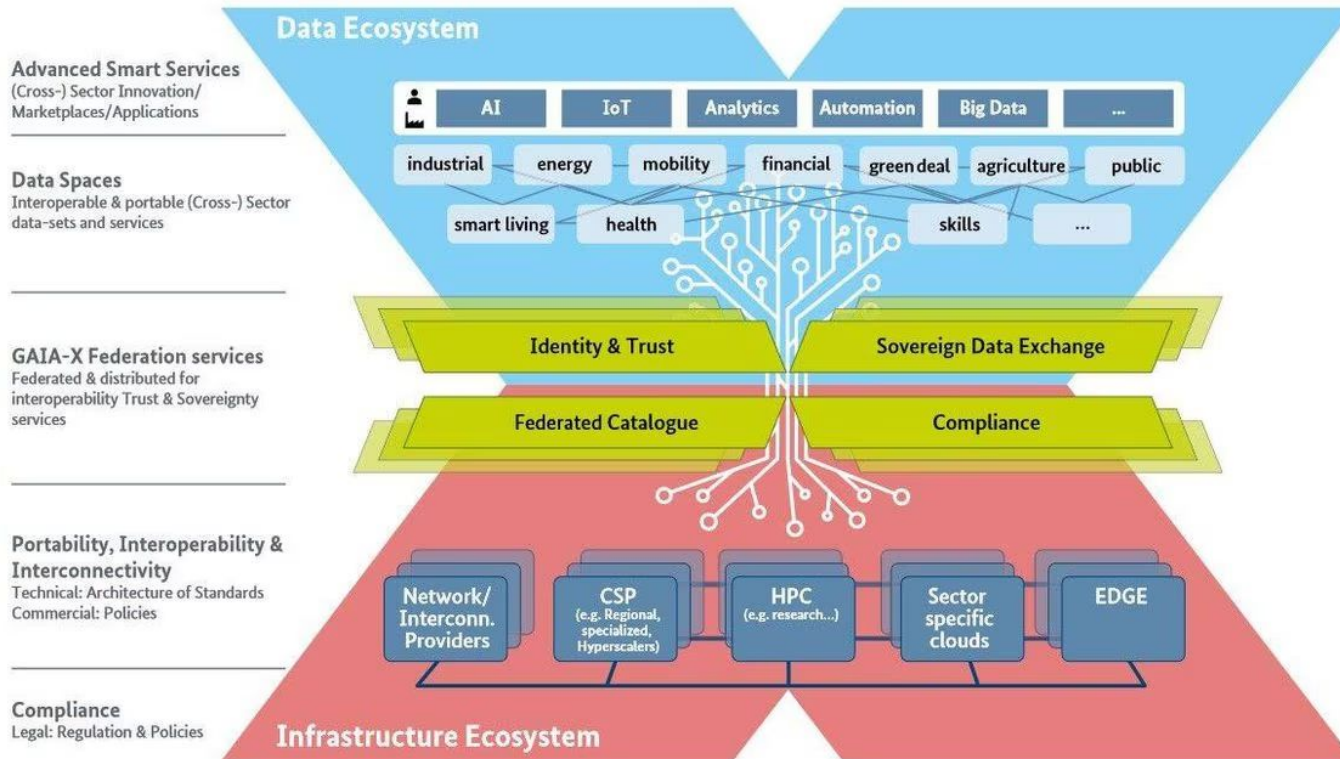 Data Ecosystem
Advanced Smart Services
(Cross-) Sector Innovation/
Marketplaces/Applications
AI
IoT
Analytics
Automation
Big Data
...
Data Spaces
Interoperable & portable (Cross-) Sector
data-sets and services
industrial
energy
mobility
financial
green deal
agriculture
public
smart living
health
skills
...
GAIA-X Federation services
Federated & distributed for
interoperability Trust & Sovereignty
services
Identity & Trust
Sovereign Data Exchange
Federated Catalogue
Compliance
Portability, Interoperability &
Interconnectivity
Technical: Architecture of Standards
Commercial: Policies
Network/
Interconn.
Providers
CSP
(e.g. Regional,
specialized,
Hyperscalers)
HPC
(e.g. research...)
Sector
specific
clouds
EDGE
Compliance
Legal: Regulation & Policies
Infrastructure Ecosystem